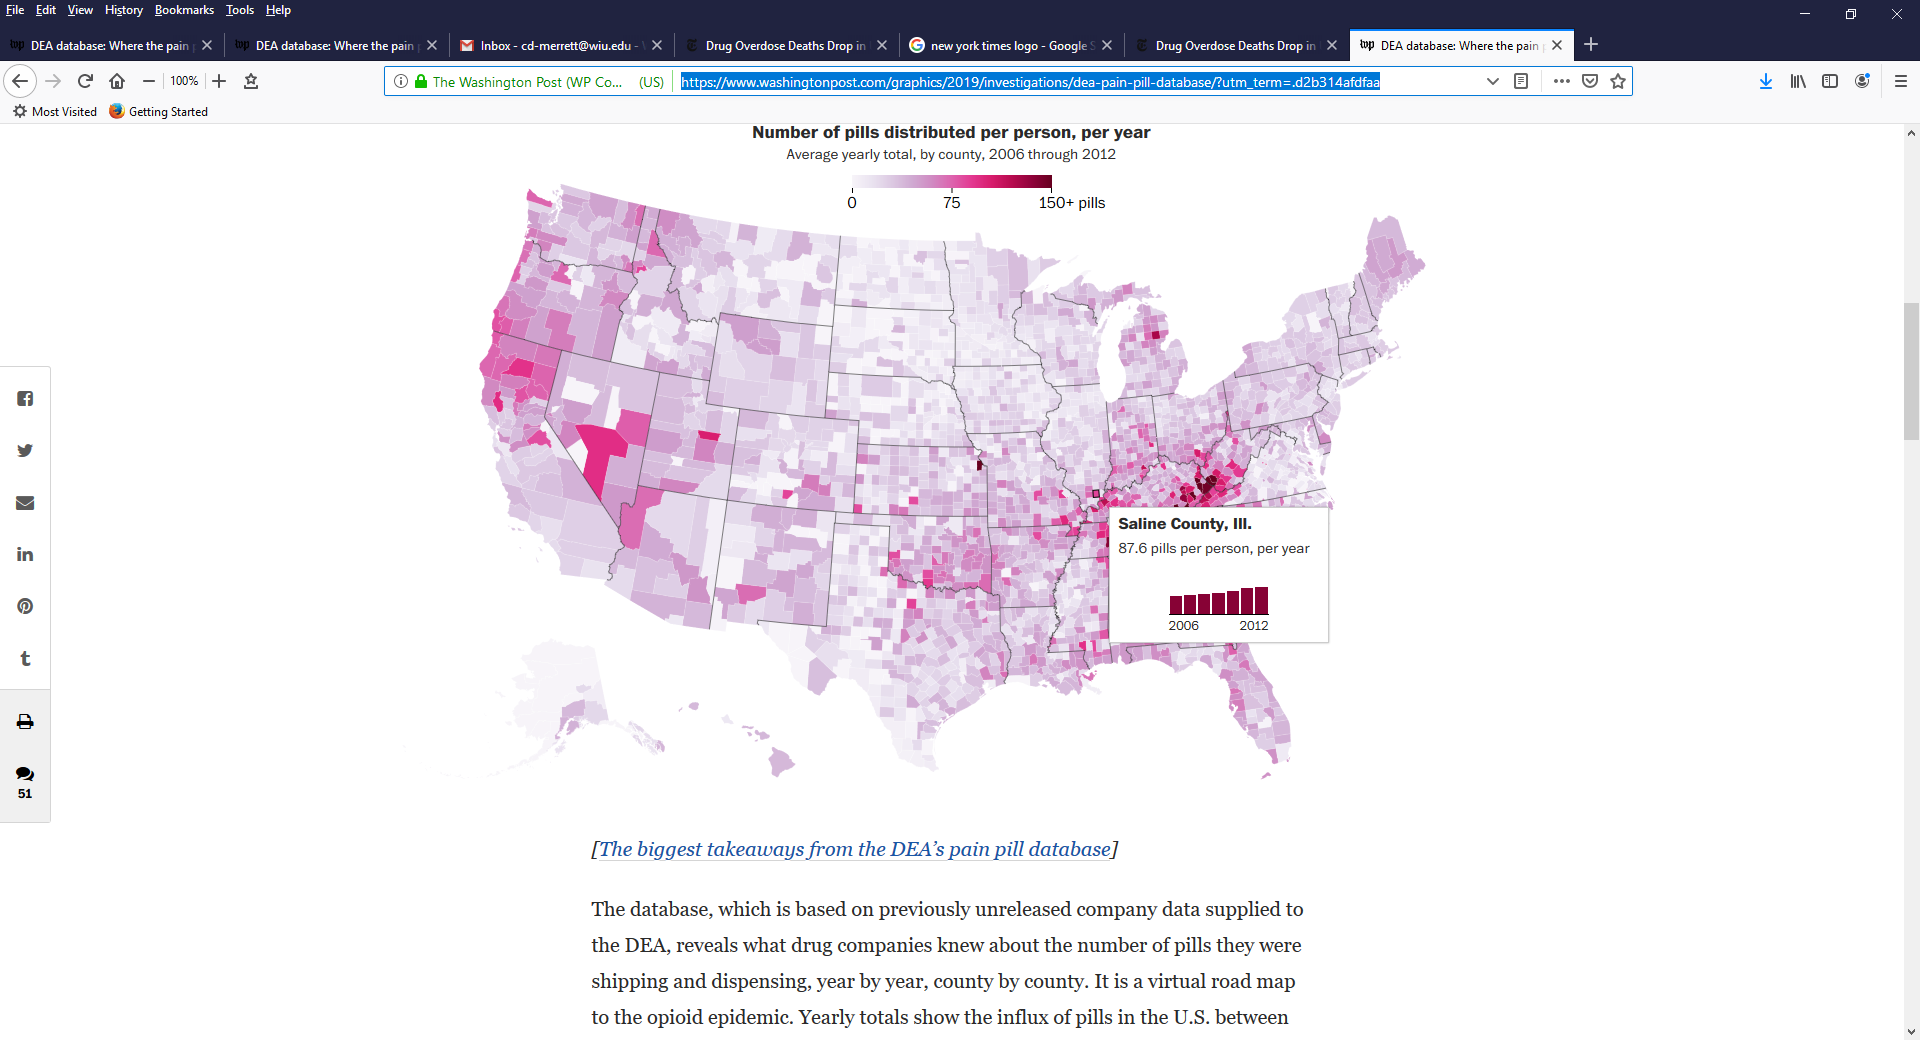 File Edit View History Bookmarks Tools Help
DEA database: Where the pain
DEA database: Where the pain
Inbox - cd-merrett@wiu.edu -
Drug Overdose Deaths Drop in
new york times logo - Google S
Drug Overdose Deaths Drop in
DEA database: Where the pain
100%
The Washington Post (WP Co... (US)
https://www.washingtonpost.com/graphics/2019/investigations/dea-pain-pill-database/?utm_term=.d2b314afdfaa
Most Visited Getting Started
Number of pills distributed per person, per year
Average yearly total, by county, 2006 through 2012
0 75 150+ pills
Saline County, Ill.
87.6 pills per person, per year
2006 2012
51
[The biggest takeaways from the DEA’s pain pill database]
The database, which is based on previously unreleased company data supplied to
the DEA, reveals what drug companies knew about the number of pills they were
shipping and dispensing, year by year, county by county. It is a virtual road map
to the opioid epidemic. Yearly totals show the influx of pills in the U.S. between